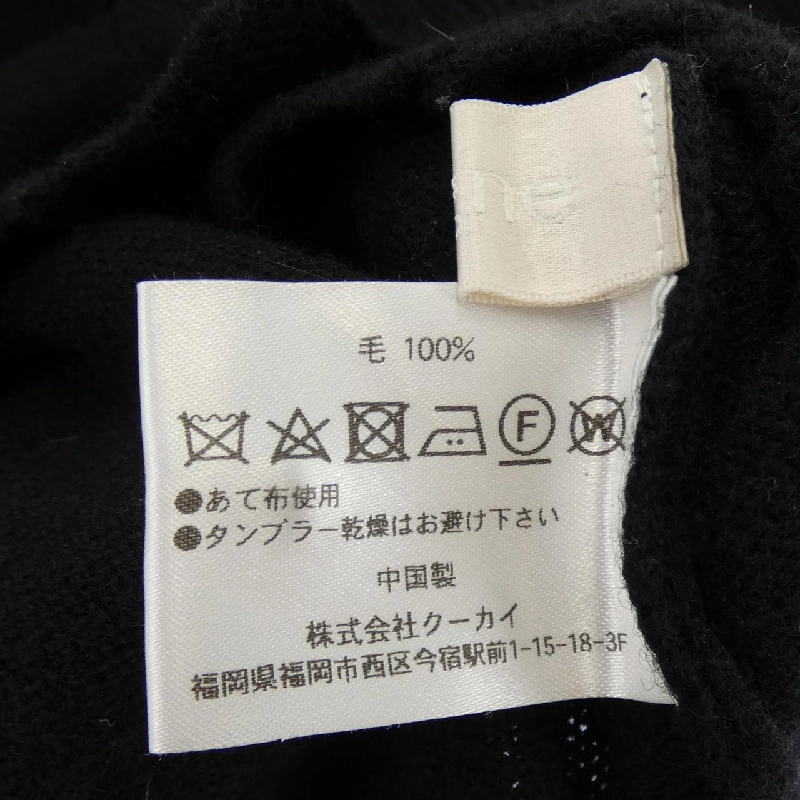 ne
毛 100%
F W
●あて布使用
●タンブラー乾燥はお避け下さい
中国製
株式会社クーカイ
福岡県福岡市西区今宿駅前1-15-18-3F